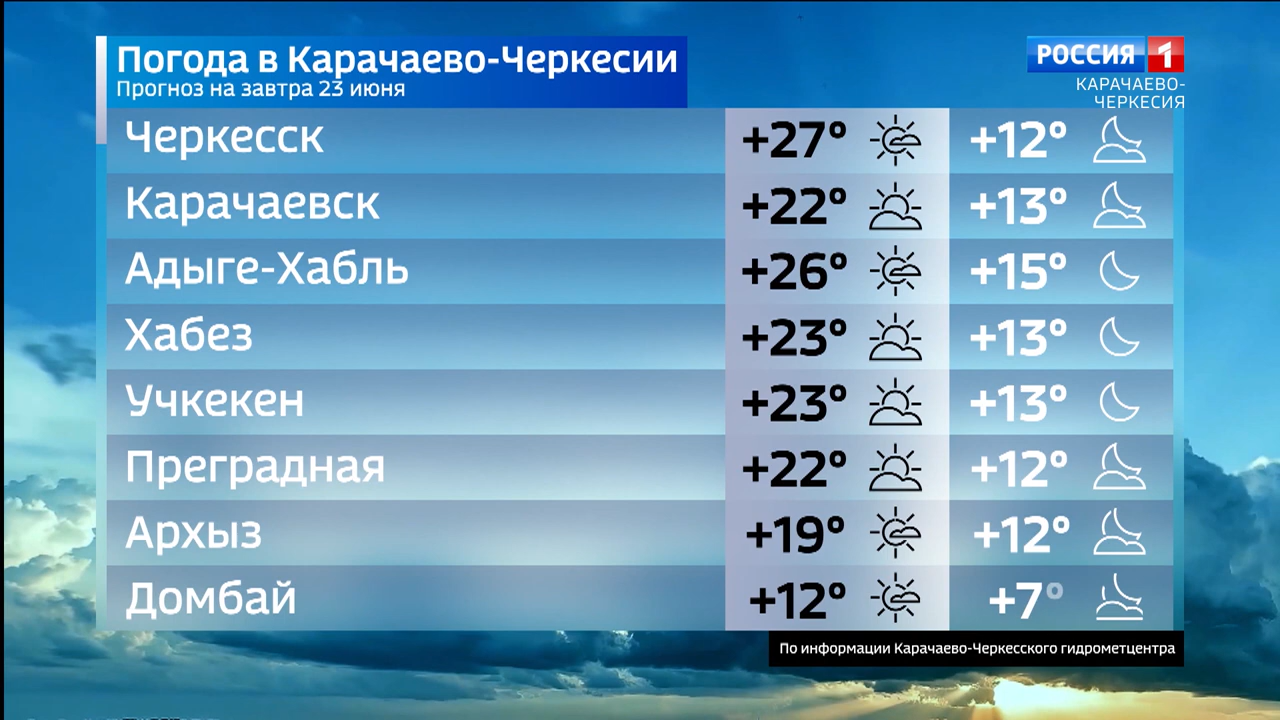 Погода в Карачаево-Черкесии
Прогноз на завтра 23 июня
РОССИЯ 1
КАРАЧАЕВО-
ЧЕРКЕСИЯ
Черкесск +27° +12°
Карачаевск +22° +13°
Адыге-Хабль +26° +15°
Хабез +23° +13°
Учкекен +23° +13°
Преградная +22° +12°
Архыз +19° +12°
Домбай +12° +7°
По информации Карачаево-Черкесского гидрометцентра